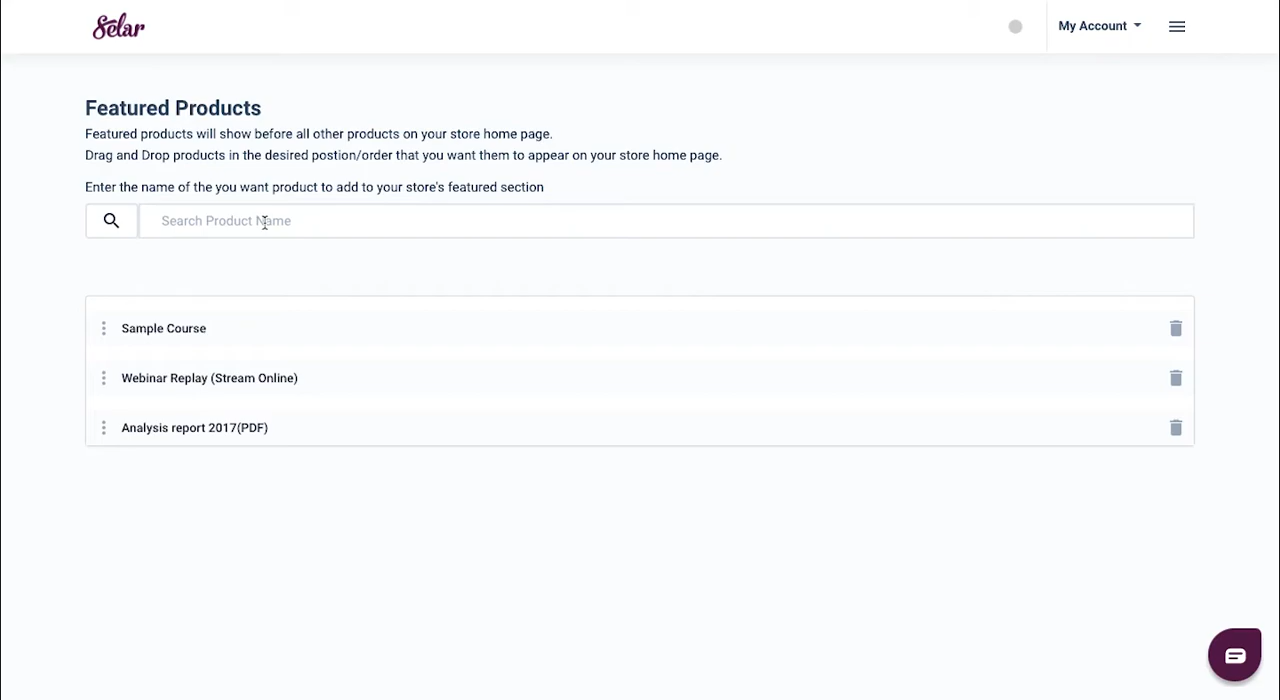 Selar
My Account
Featured Products
Featured products will show before all other products on your store home page.
Drag and Drop products in the desired postion/order that you want them to appear on your store home page.
Enter the name of the you want product to add to your store's featured section
Search Product Name
Sample Course
Webinar Replay (Stream Online)
Analysis report 2017(PDF)